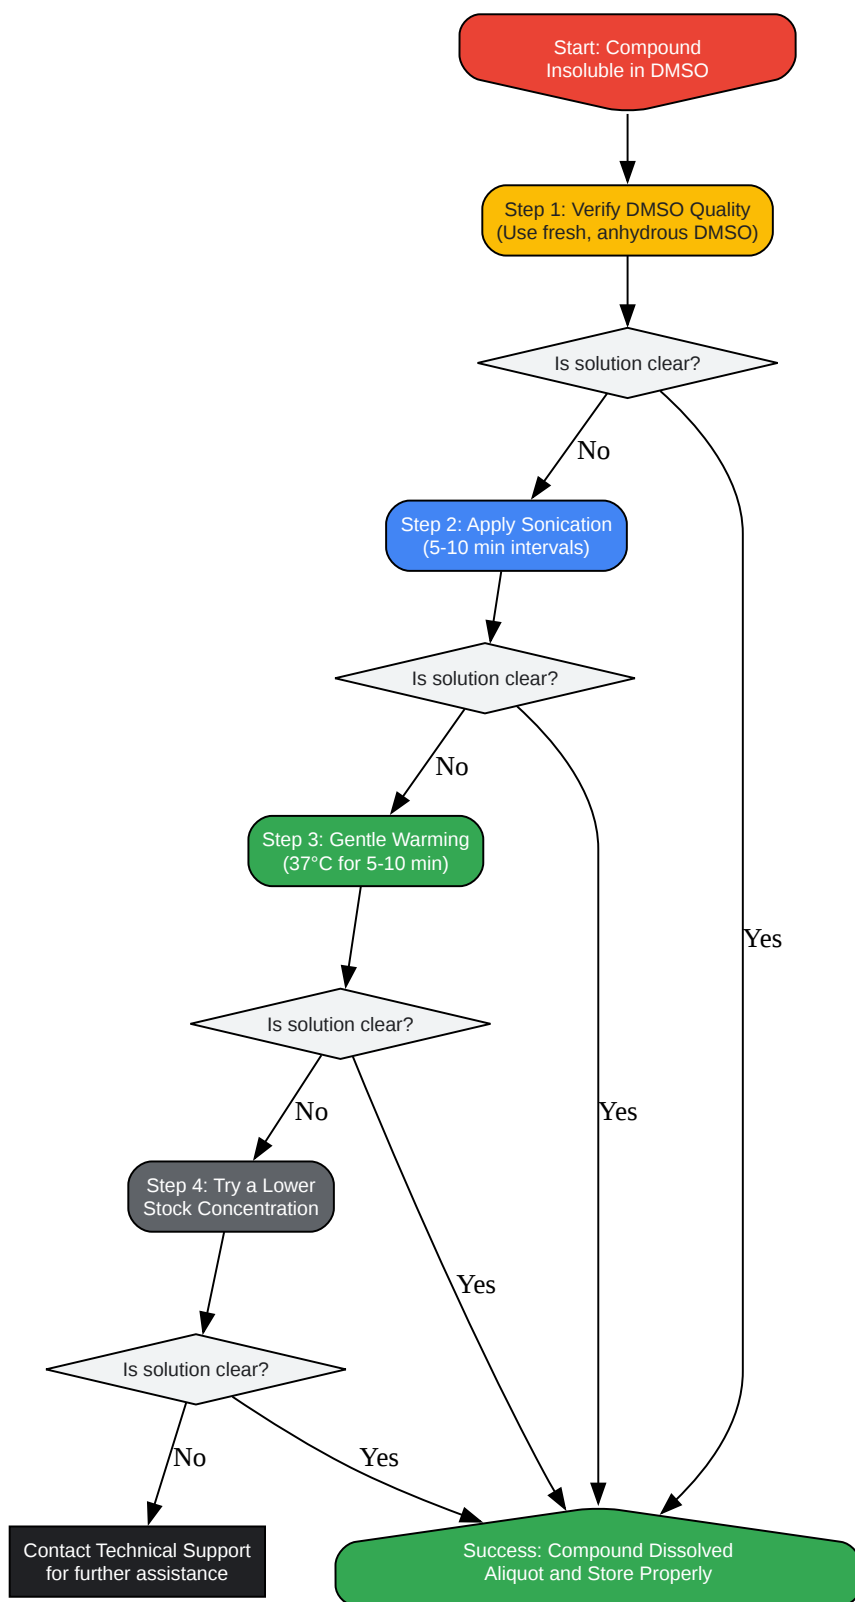 Start: Compound
Insoluble in DMSO
Step 1: Verify DMSO Quality
(Use fresh, anhydrous DMSO)
Is solution clear?
No
Step 2: Apply Sonication
(5-10 min intervals)
Is solution clear?
No
Step 3: Gentle Warming
(37°C for 5-10 min)
Yes
Is solution clear?
No
Yes
Step 4: Try a Lower
Stock Concentration
Yes
Is solution clear?
No
Yes
Contact Technical Support
for further assistance
Success: Compound Dissolved
Aliquot and Store Properly